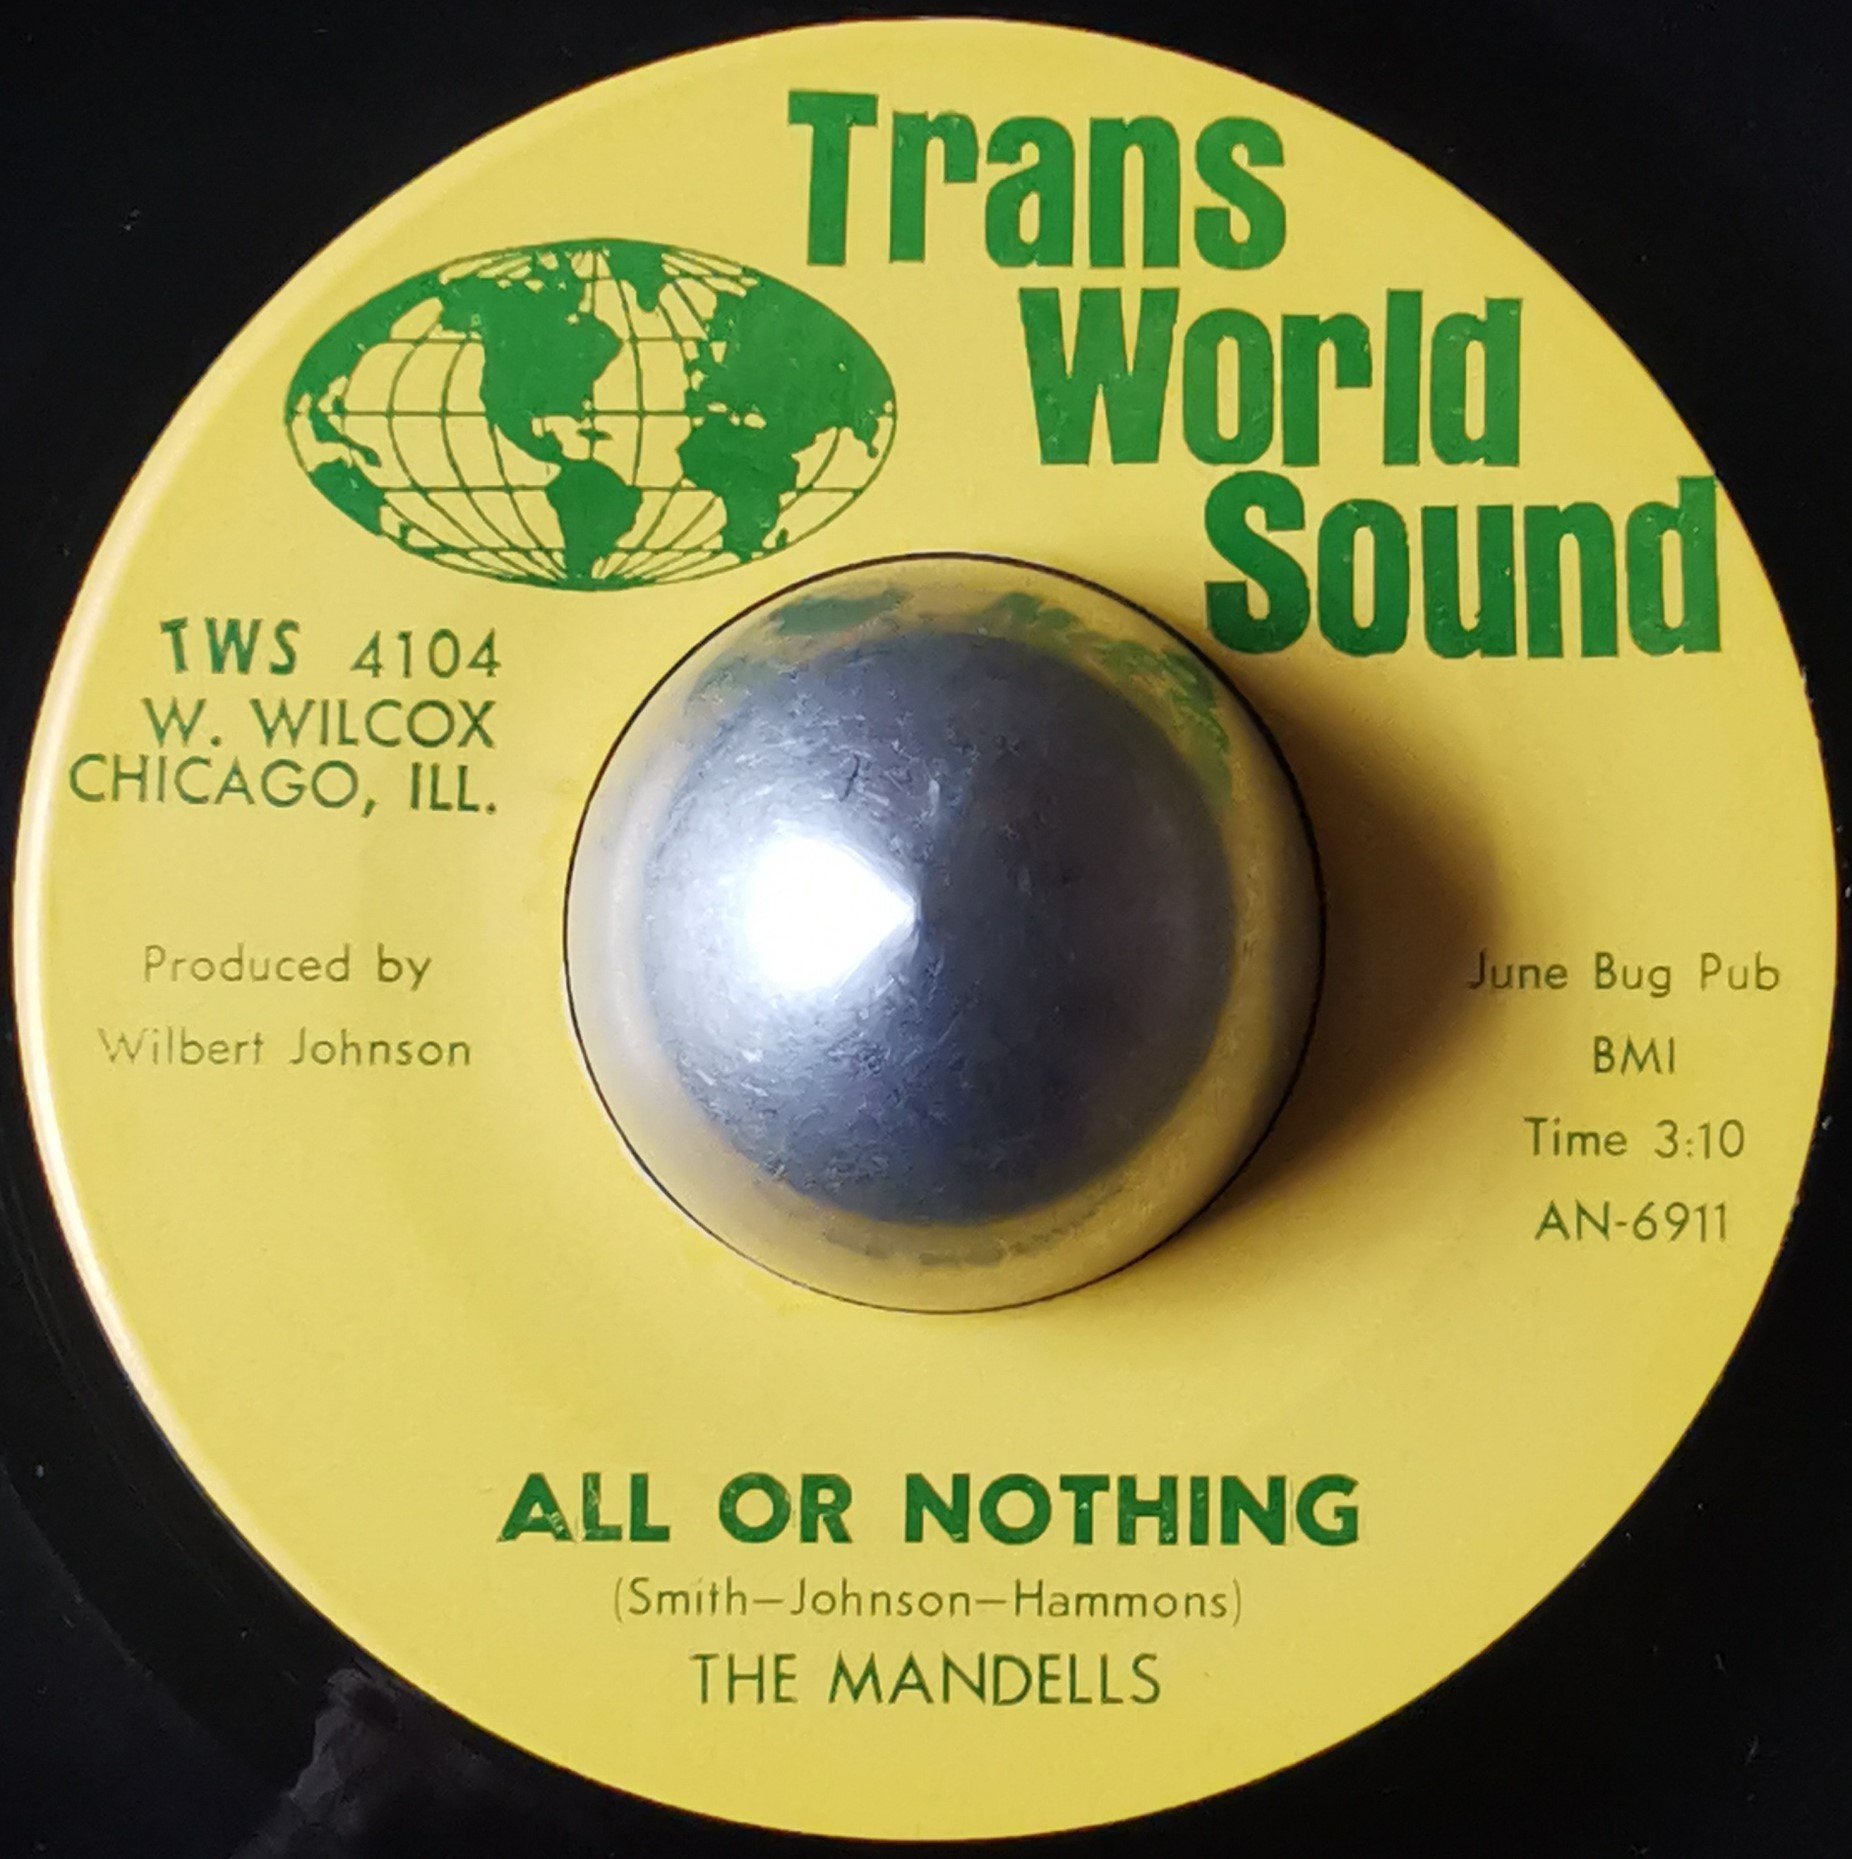 Trans
World
Sound
TWS 4104
W. WILCOX
CHICAGO, ILL.
Produced by
Wilbert Johnson
June Bug Pub
BMI
Time 3:10
AN-6911
ALL OR NOTHING
(Smith—Johnson—Hammons)
THE MANDELLS